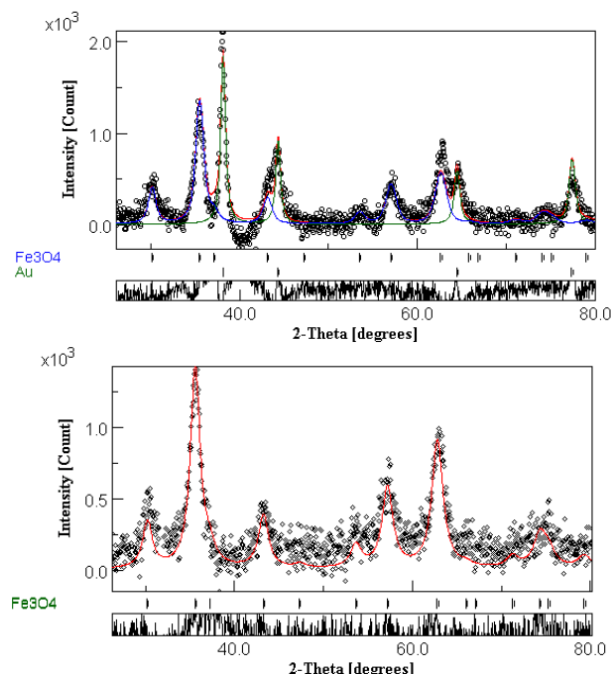 x10³
2.0
1.0
0.0
Intensity [Count]
Fe3O4
Au
40.0 60.0 80.0
2-Theta [degrees]
x10³
1.0
0.5
0.0
Intensity [Count]
Fe3O4
40.0 60.0 80.0
2-Theta [degrees]